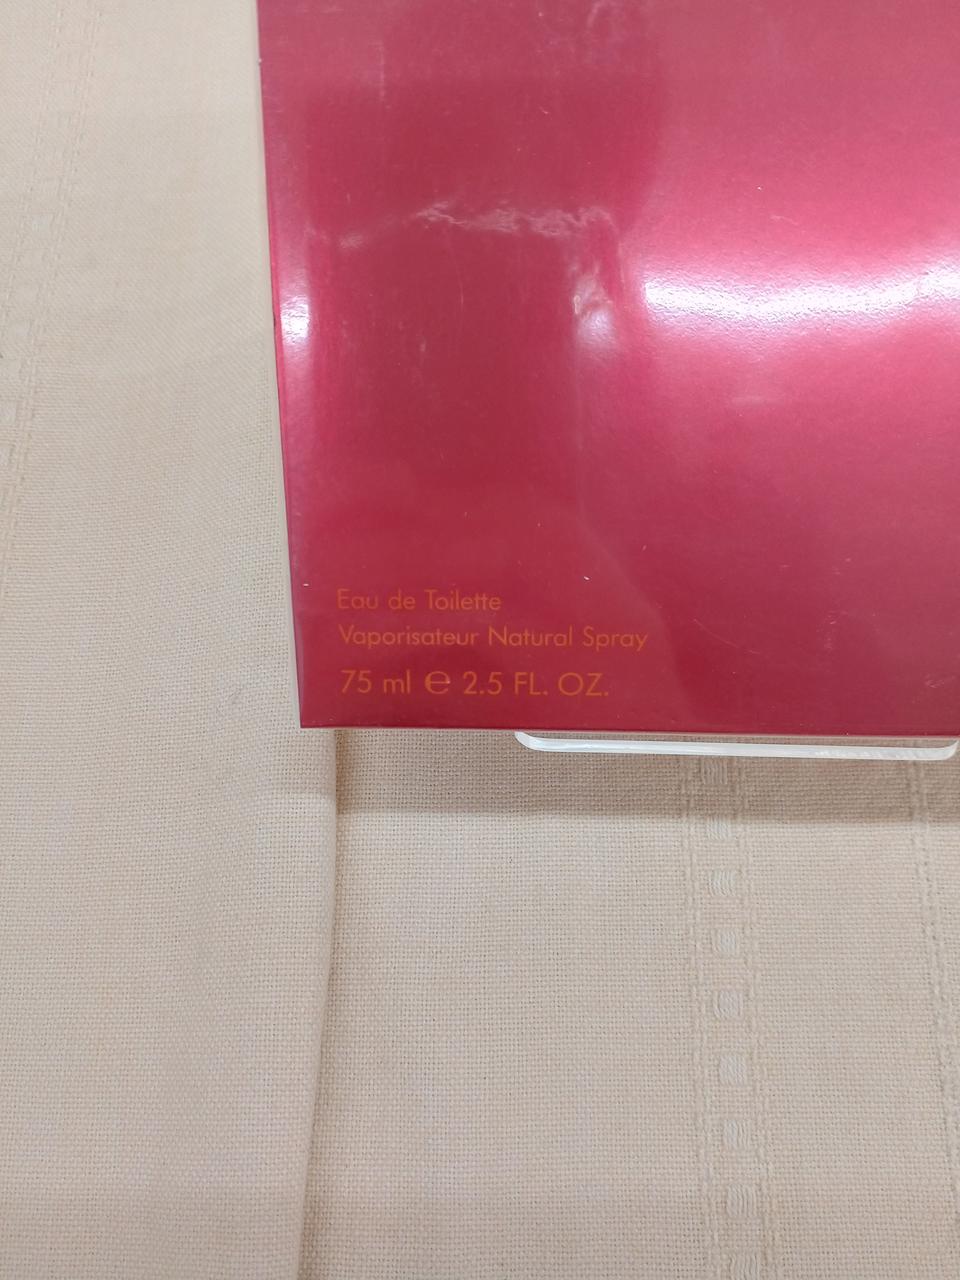 Eau de Toilette
Vaporisateur Natural Spray
75 ml ℮ 2.5 FL. OZ.